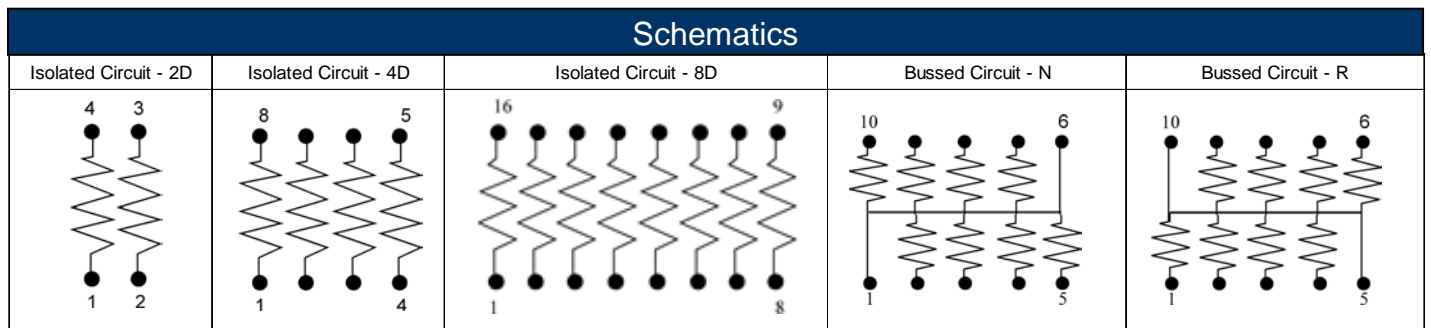 Schematics
Isolated Circuit - 2D
Isolated Circuit - 4D
Isolated Circuit - 8D
Bussed Circuit - N
Bussed Circuit - R
4 3
1 2
8 5
1 4
16 9
1 8
10 6
1 5
10 6
1 5